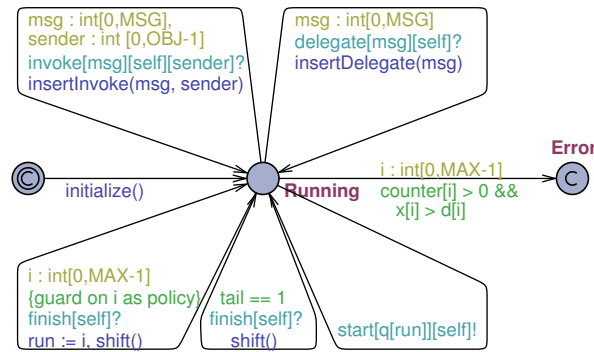 msg : int[0,MSG],
sender : int [0,OBJ-1]
invoke[msg][self][sender]?
insertInvoke(msg, sender)
msg : int[0,MSG]
delegate[msg][self]?
insertDelegate(msg)
C
initialize()
Running
i : int[0,MAX-1]
counter[i] > 0 &&
x[i] > d[i]
Error
C
i : int[0,MAX-1]
{guard on i as policy}
finish[self]?
run := i, shift()
tail == 1
finish[self]?
shift()
start[q[run]][self]!